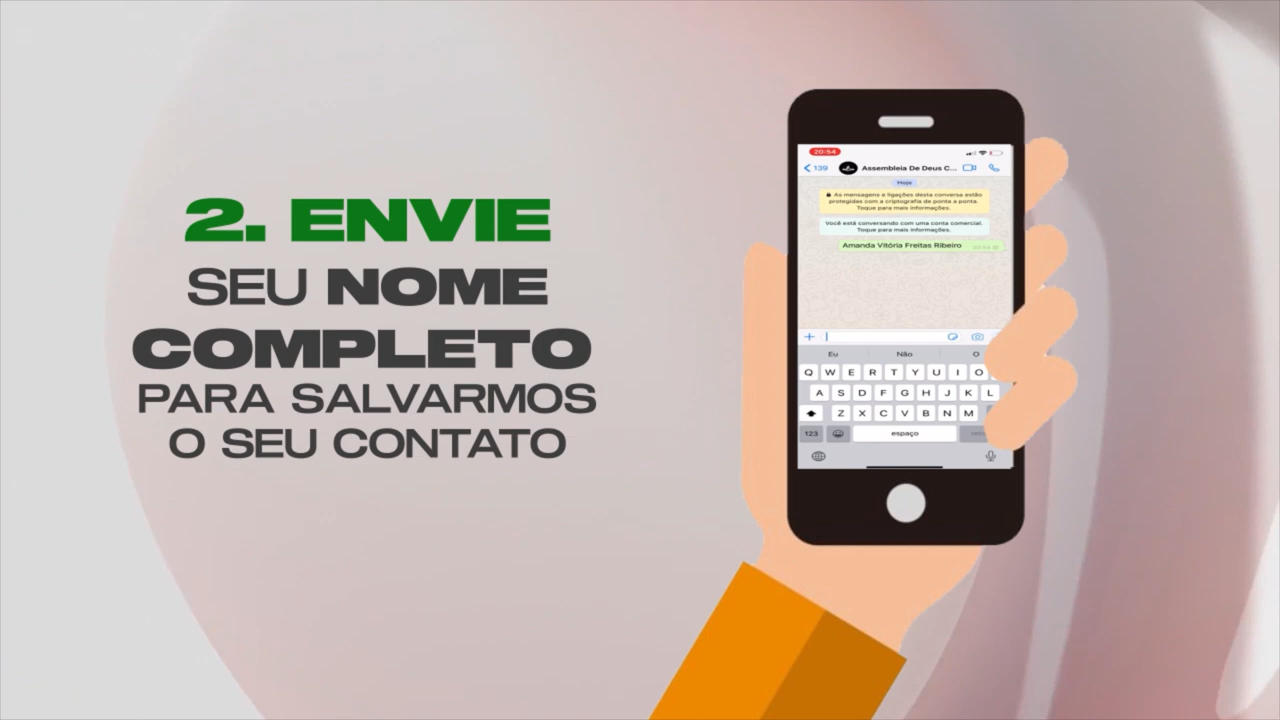 2. ENVIE
SEU NOME
COMPLETO
PARA SALVARMOS
O SEU CONTATO
20:54
139
Assembleia De Deus C...
Hoje
As mensagens e ligações desta conversa estão
protegidas com a criptografia de ponta a ponta.
Toque para mais informações.
Você está conversando com uma conta comercial.
Toque para mais informações.
Amanda Vitória Freitas Ribeiro
Eu Não O
Q W E R T Y U I O
A S D F G H J K L
Z X C V B N M
123 espaço